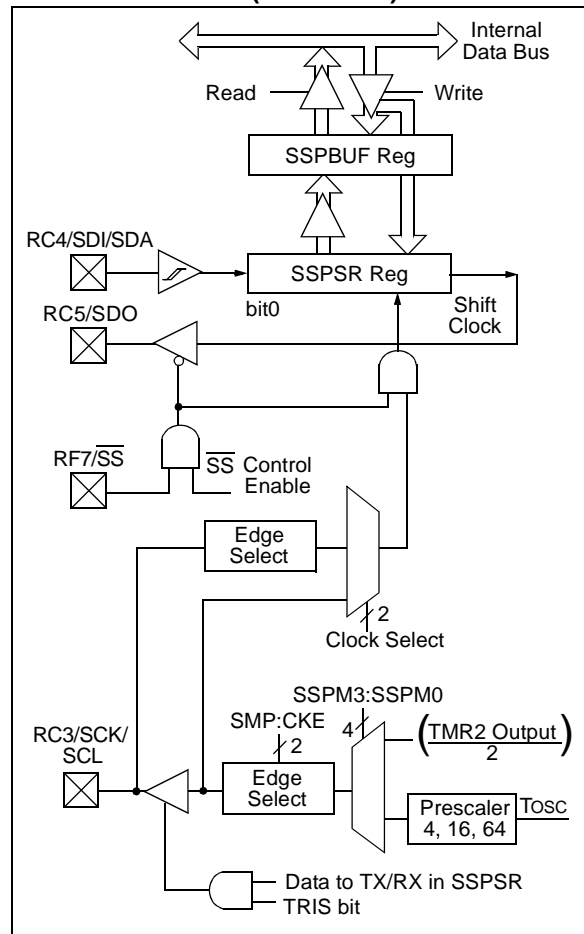 Internal
Data Bus
Read
Write
SSPBUF Reg
RC4/SDI/SDA
SSPSR Reg
bit0
Shift
Clock
RC5/SDO
RF7/S̅S̅
S̅S̅ Control
Enable
Edge
Select
2
Clock Select
SSPM3:SSPM0
SMP:CKE
4
2
(TMR2 Output)
2
RC3/SCK/
SCL
Edge
Select
Prescaler
4, 16, 64
TOSC
Data to TX/RX in SSPSR
TRIS bit